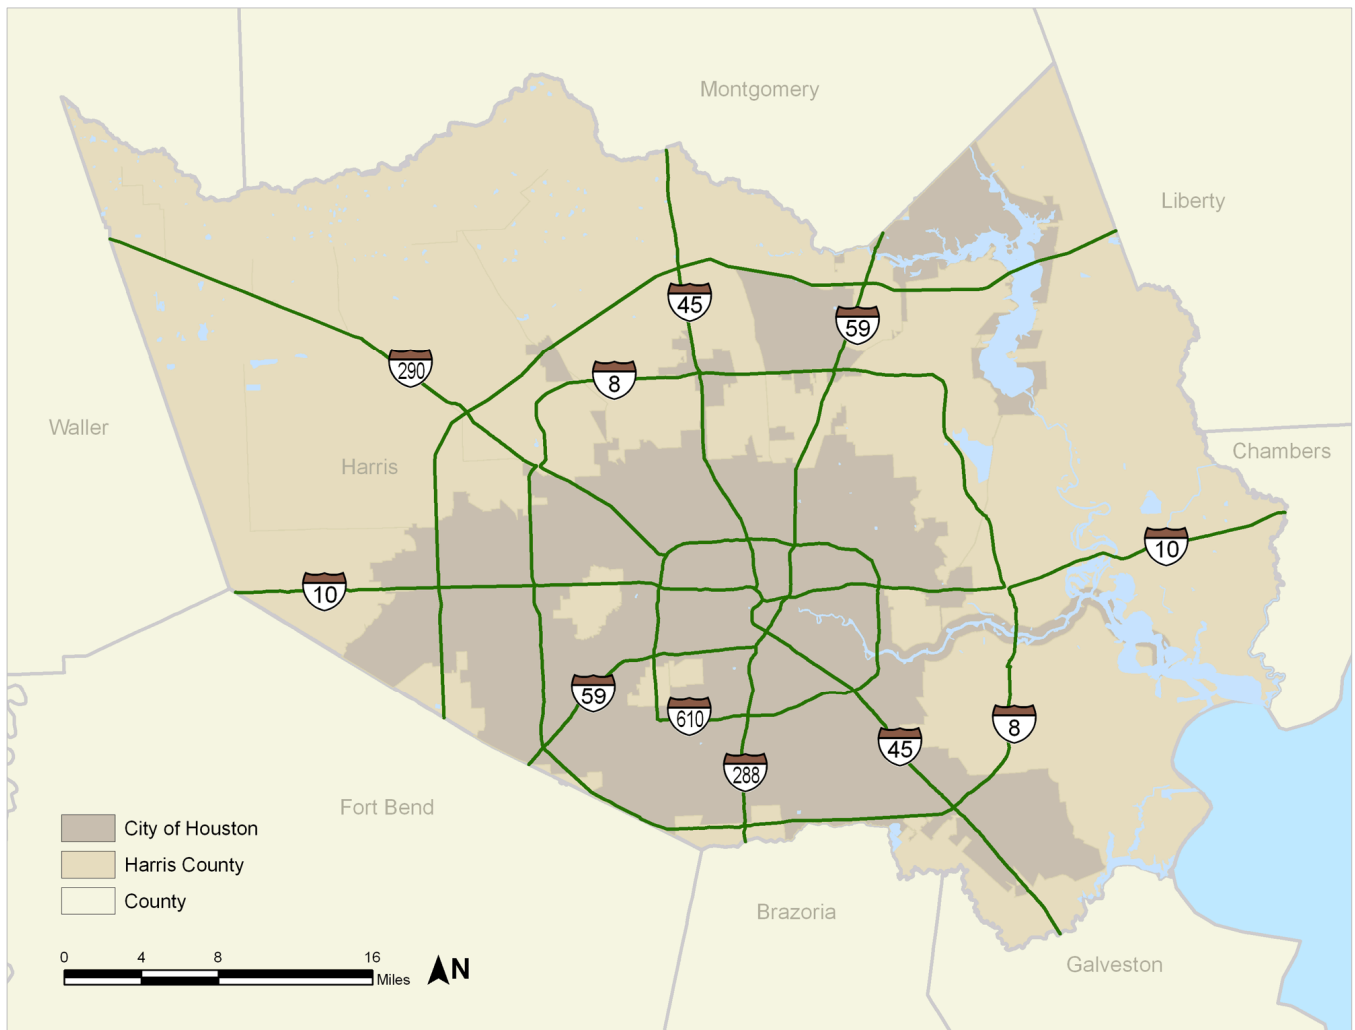 Montgomery
Liberty
45
59
290
8
Waller
Harris
Chambers
10
10
59
610
8
45
288
Fort Bend
City of Houston
Harris County
County
Brazoria
Galveston
0 4 8 16
Miles
N